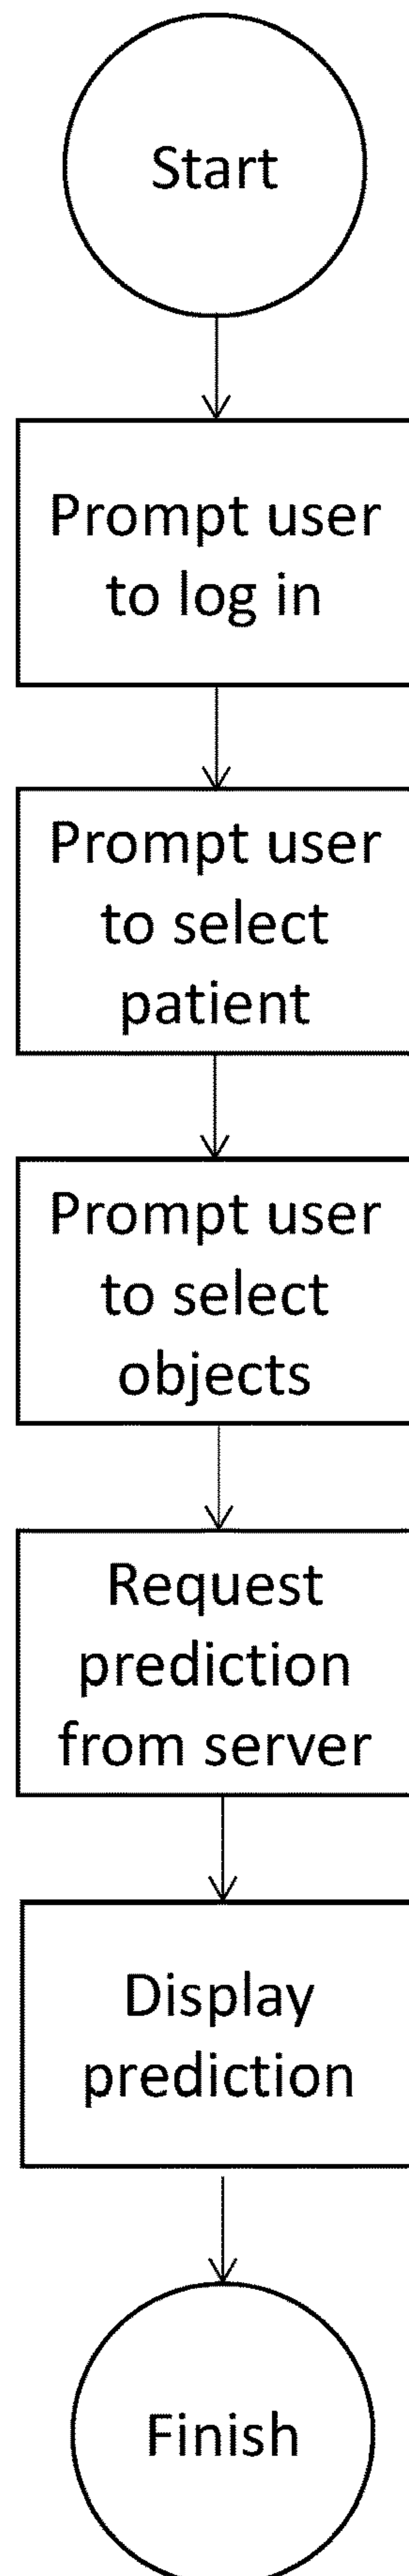 Start
Prompt user
to log in
Prompt user
to select
patient
Prompt user
to select
objects
Request
prediction
from server
Display
prediction
Finish